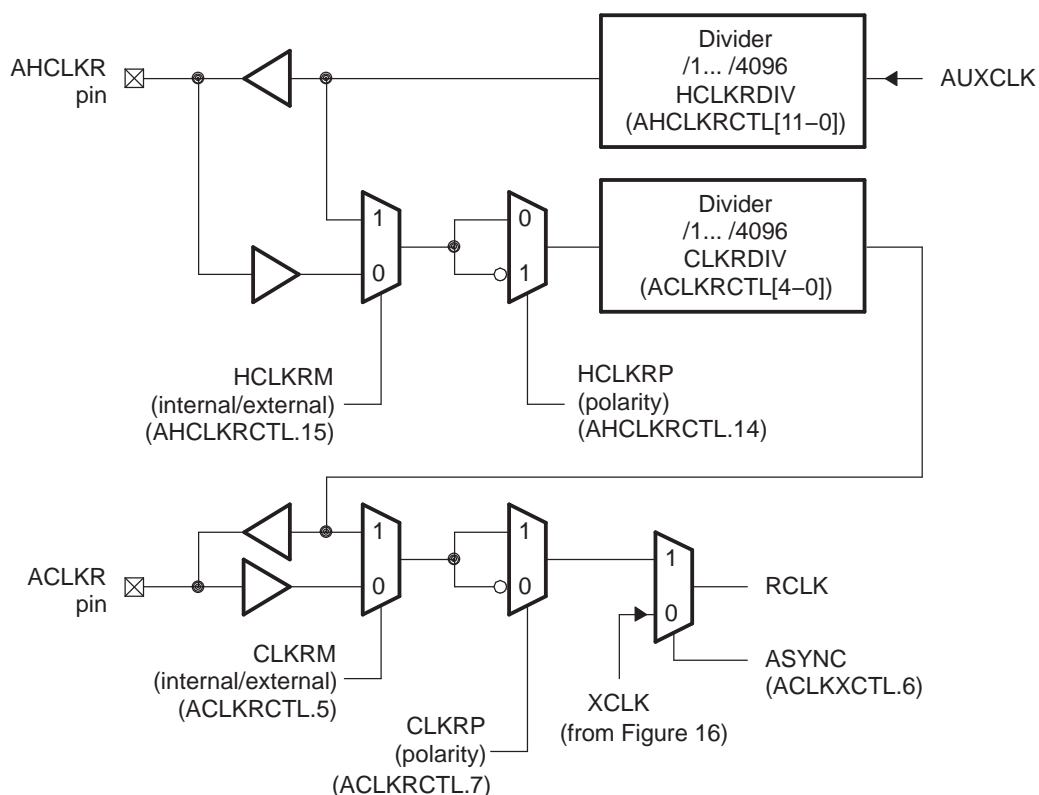 Divider
/1... /4096
HCLKRDIV
(AHCLKRCTL[11−0])
AHCLKR
pin
AUXCLK
Divider
/1... /4096
CLKRDIV
(ACLKRCTL[4−0])
1
0
0
1
HCLKRM
(internal/external)
(AHCLKRCTL.15)
HCLKRP
(polarity)
(AHCLKRCTL.14)
ACLKR
pin
1
0
1
0
1
0
RCLK
CLKRM
(internal/external)
(ACLKRCTL.5)
CLKRP
(polarity)
(ACLKRCTL.7)
XCLK
(from Figure 16)
ASYNC
(ACLKXCTL.6)